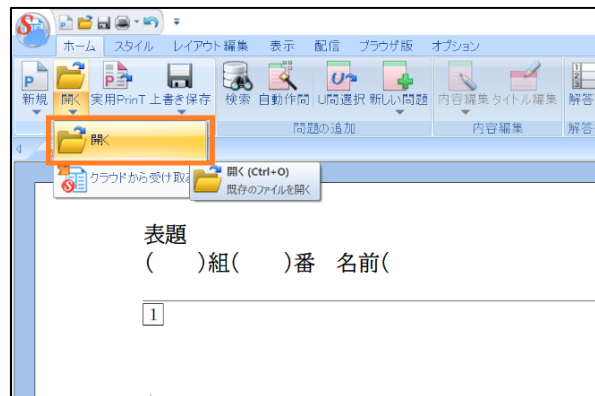 ホーム スタイル レイアウト編集 表示 配信 ブラウザ版 オプション
新規 開く 実用PrinT 上書き保存 検索 自動作問 U問選択 新しい問題 内容編集 タイトル編集 解答
問題の追加 内容編集 解答
開く
クラウドから受け取
開く (Ctrl+O)
既存のファイルを開く
表題
( )組( )番 名前(
1